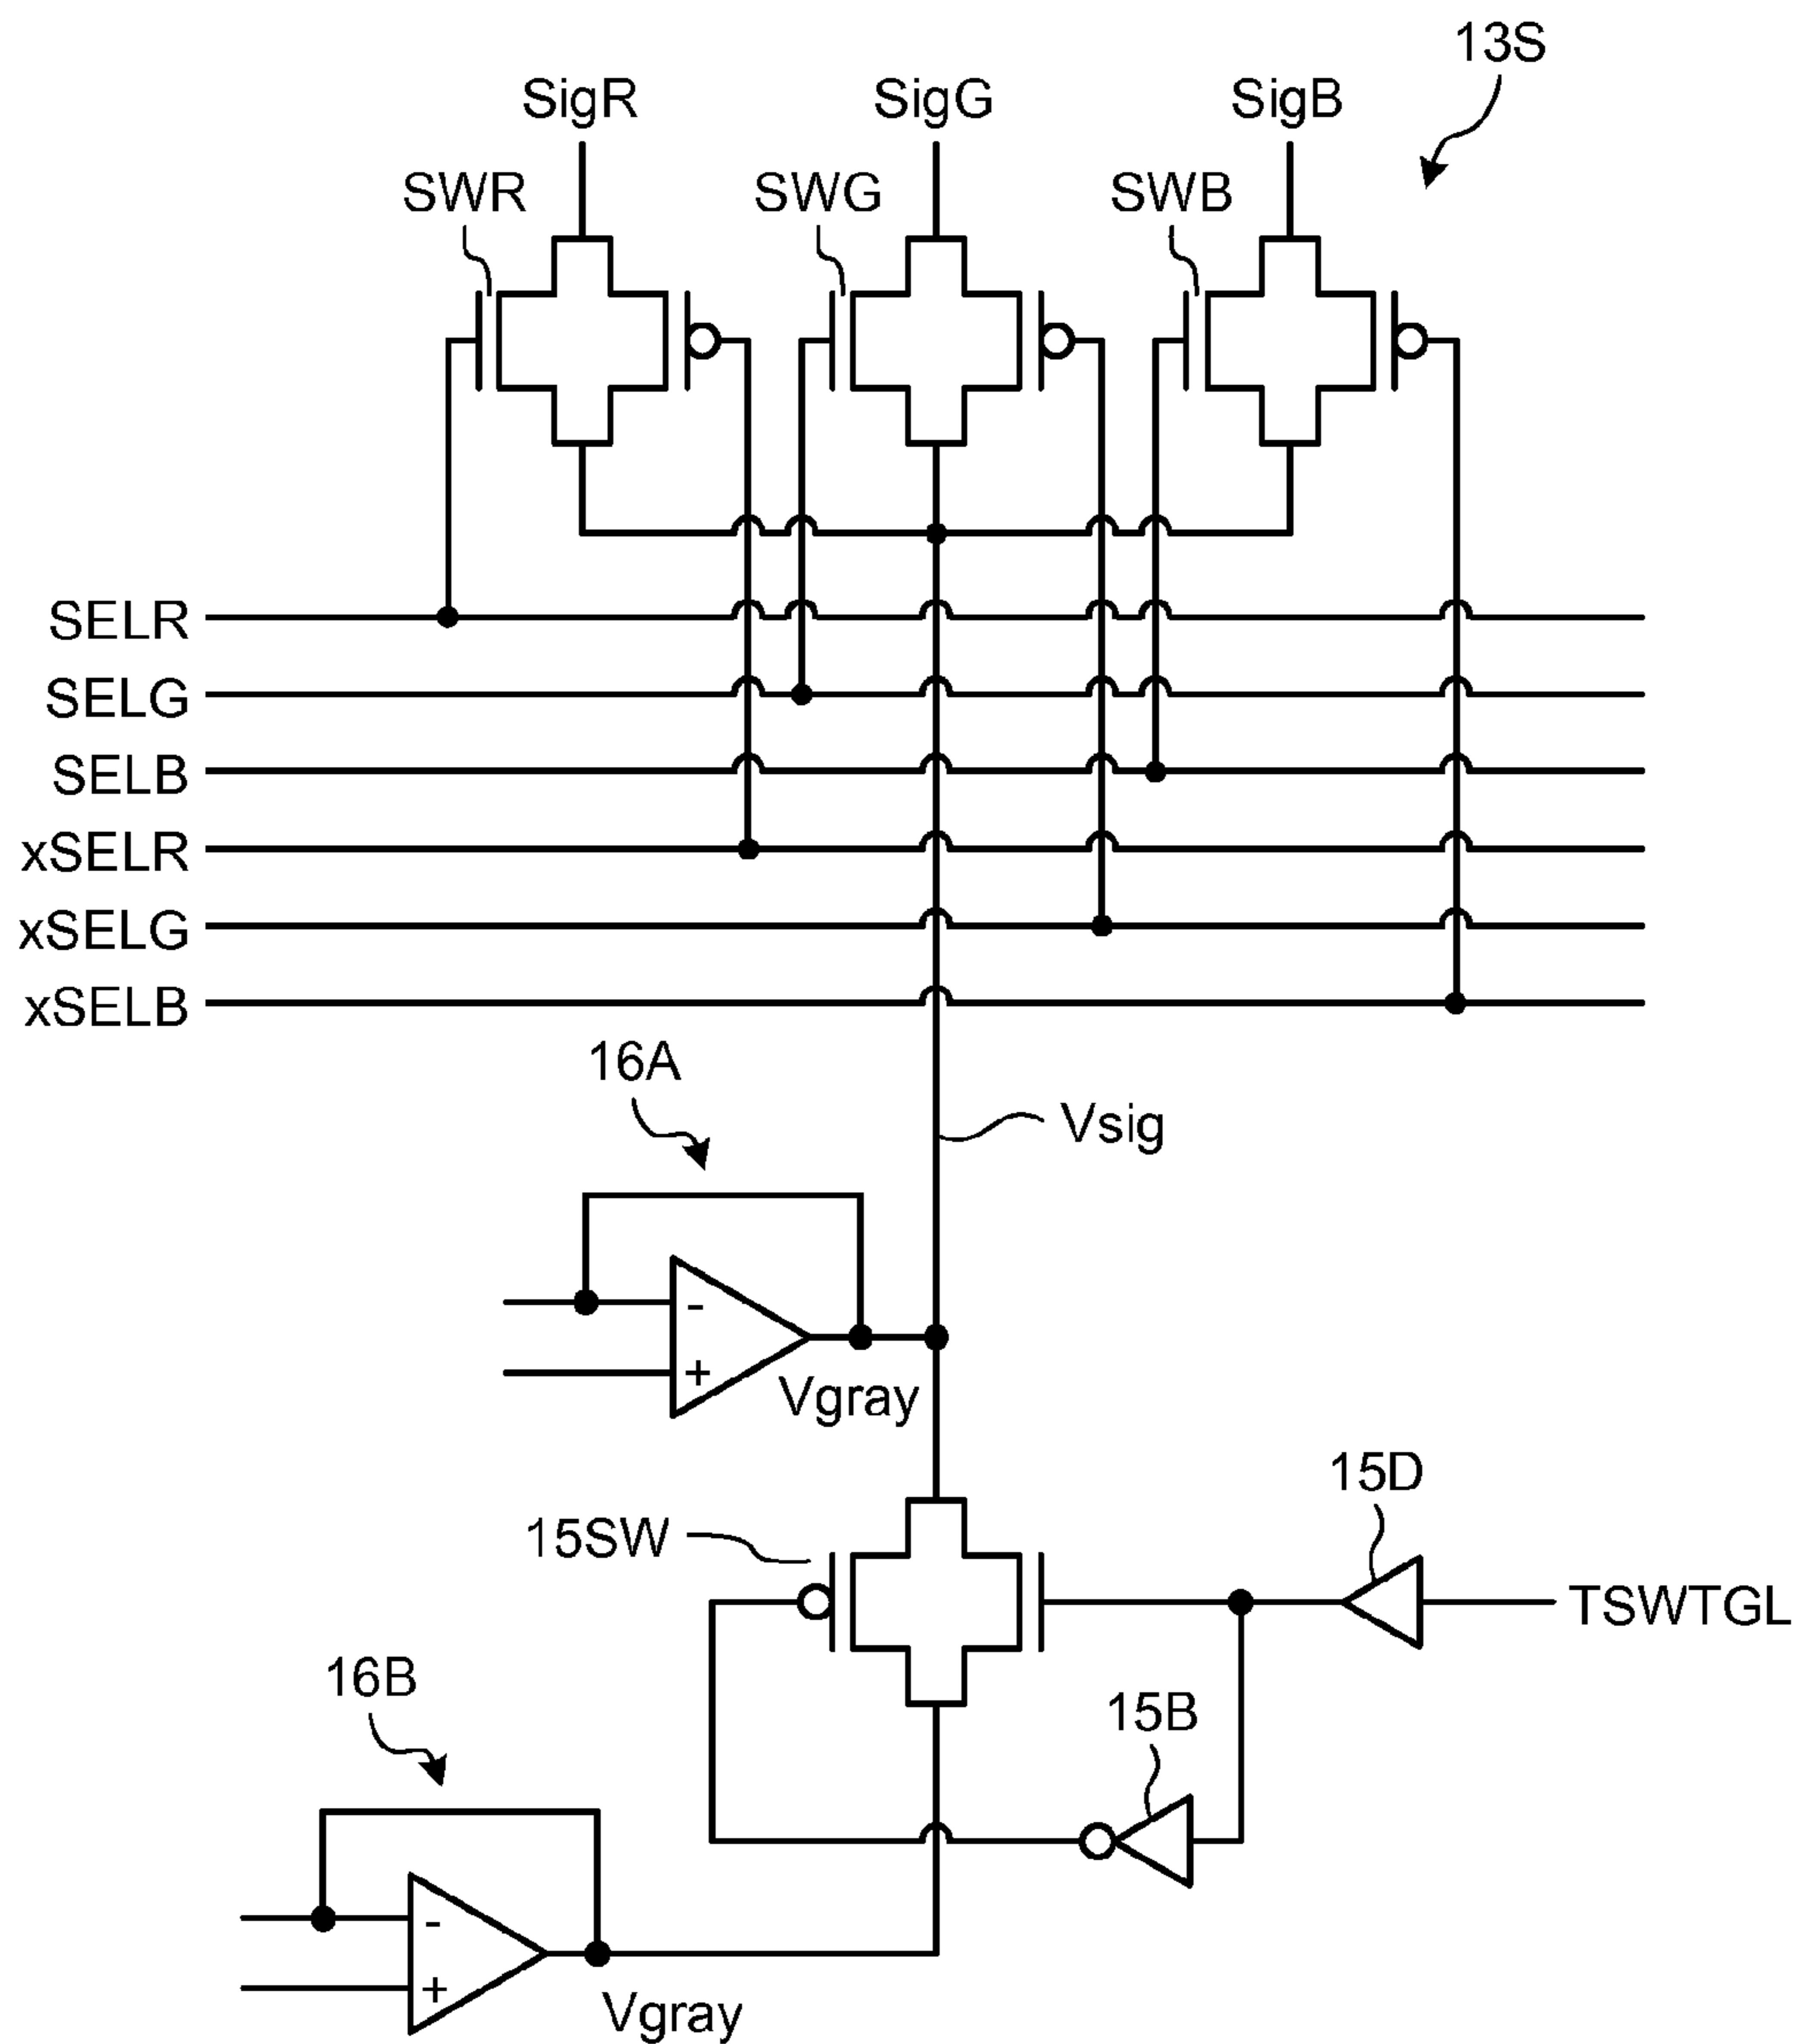 13S
SigR SigG SigB
SWR SWG SWB
SELR
SELG
SELB
xSELR
xSELG
xSELB
16A
Vsig
-
+
Vgray
15D
15SW
TSWTGL
16B
15B
-
+
Vgray